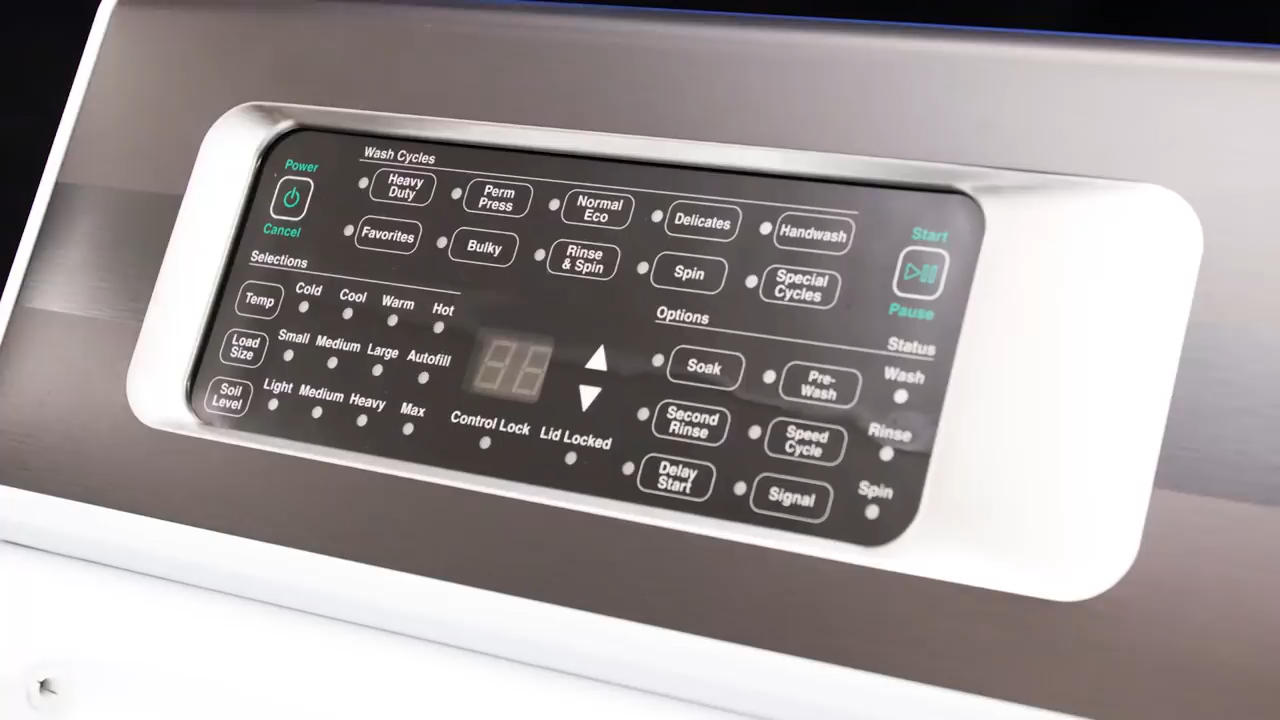 Power
Cancel
Wash Cycles
Heavy
Duty
Perm
Press
Normal
Eco
Delicates
Handwash
Favorites
Bulky
Rinse
& Spin
Spin
Special
Cycles
Start
Pause
Selections
Temp
Cold
Cool
Warm
Hot
Load
Size
Small
Medium
Large
Autofill
Soil
Level
Light
Medium
Heavy
Max
Control Lock
Lid Locked
Options
Soak
Pre-
Wash
Second
Rinse
Speed
Cycle
Delay
Start
Signal
Status
Wash
Rinse
Spin